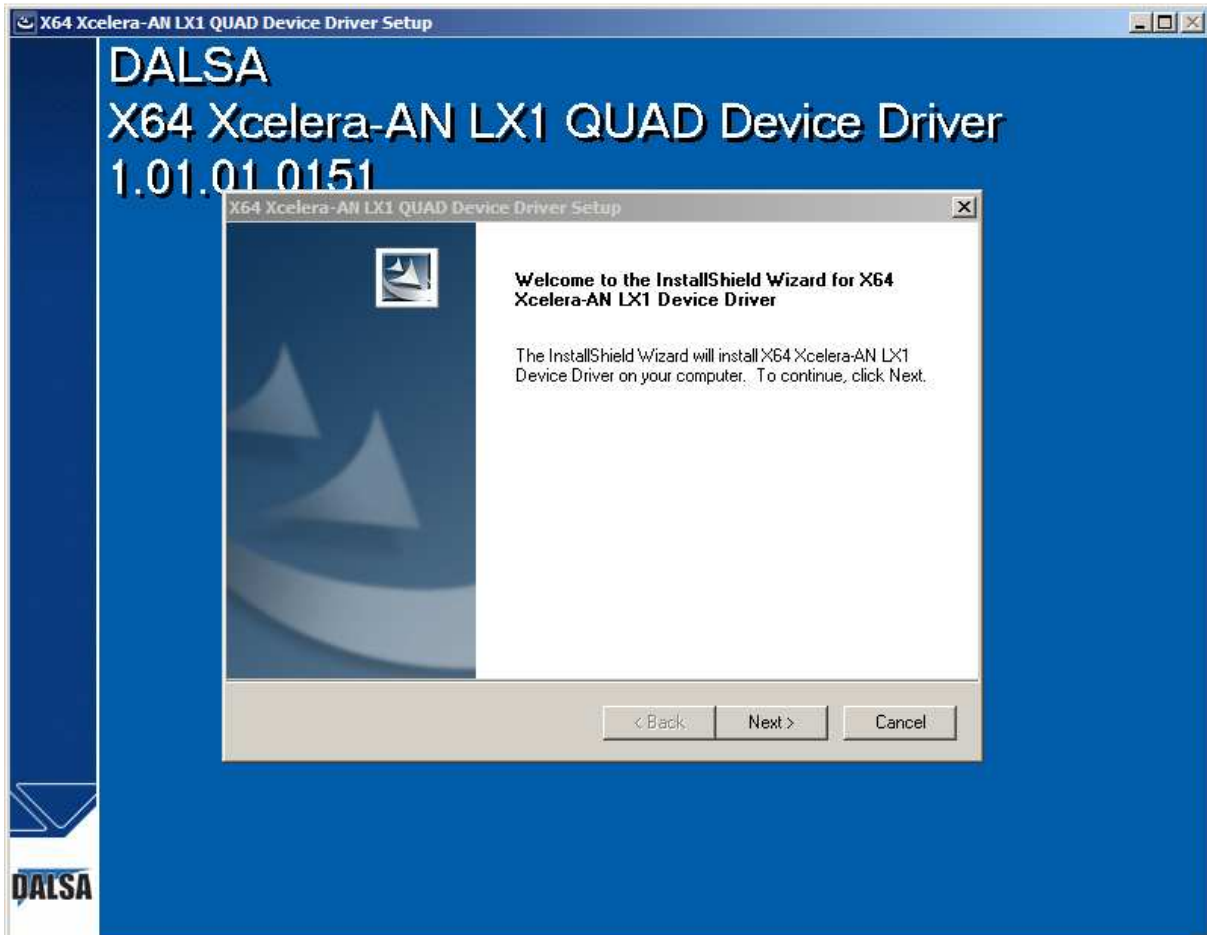 X64 Xcelera-AN LX1 QUAD Device Driver Setup
DALSA
X64 Xcelera-AN LX1 QUAD Device Driver
1.01.01.0151
X64 Xcelera-AN LX1 QUAD Device Driver Setup
Welcome to the InstallShield Wizard for X64
Xcelera-AN LX1 Device Driver
The InstallShield Wizard will install X64 Xcelera-AN LX1
Device Driver on your computer. To continue, click Next.
< Back
Next >
Cancel
DALSA